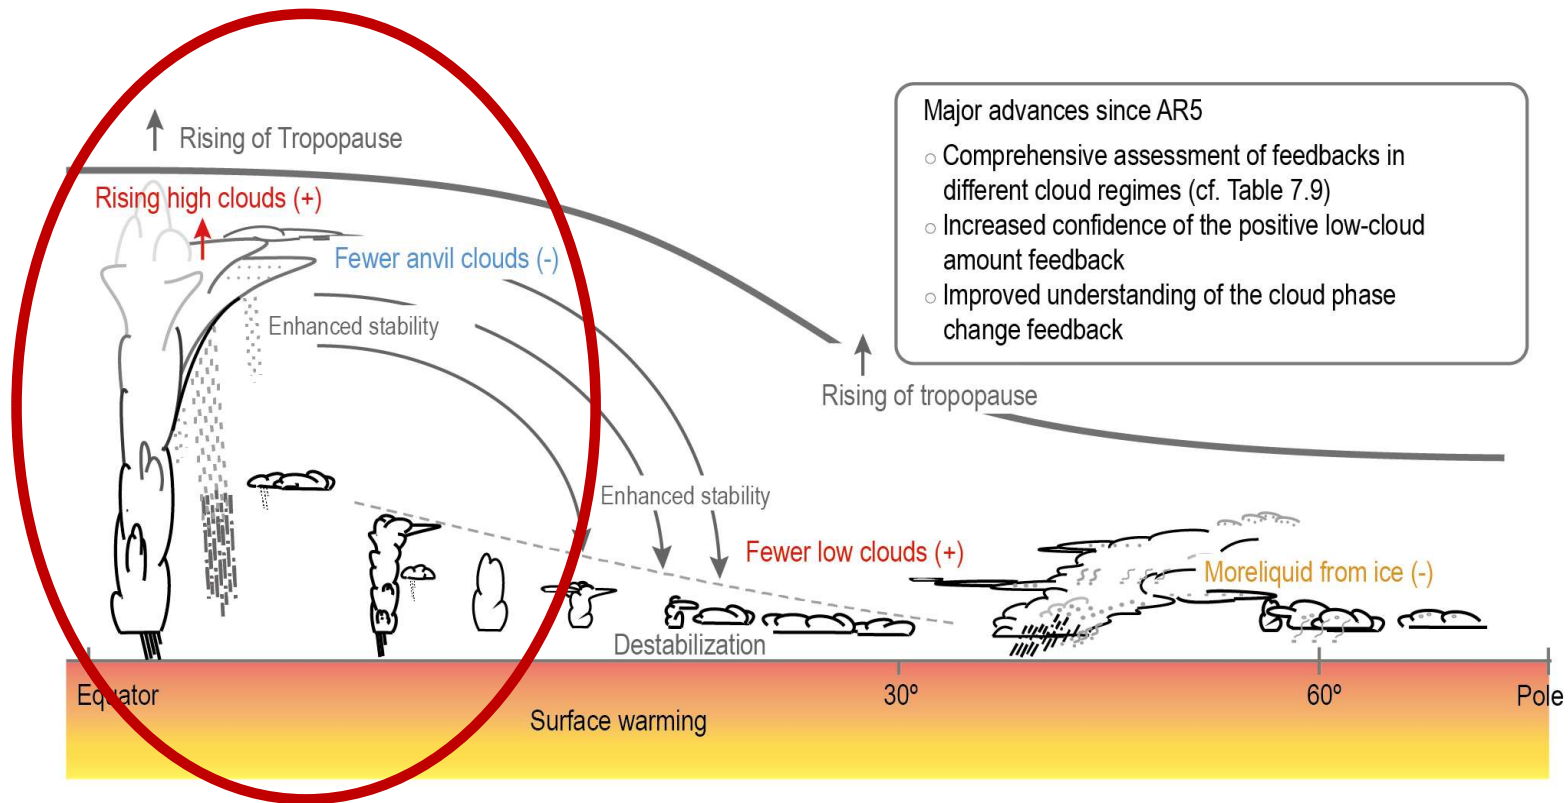 Rising of Tropopause
Rising high clouds (+)
Fewer anvil clouds (-)
Enhanced stability
Major advances since AR5
○ Comprehensive assessment of feedbacks in
different cloud regimes (cf. Table 7.9)
○ Increased confidence of the positive low-cloud
amount feedback
○ Improved understanding of the cloud phase
change feedback
Rising of tropopause
Enhanced stability
Fewer low clouds (+)
Moreliquid from ice (-)
Destabilization
Equator
30º
60º
Pole
Surface warming